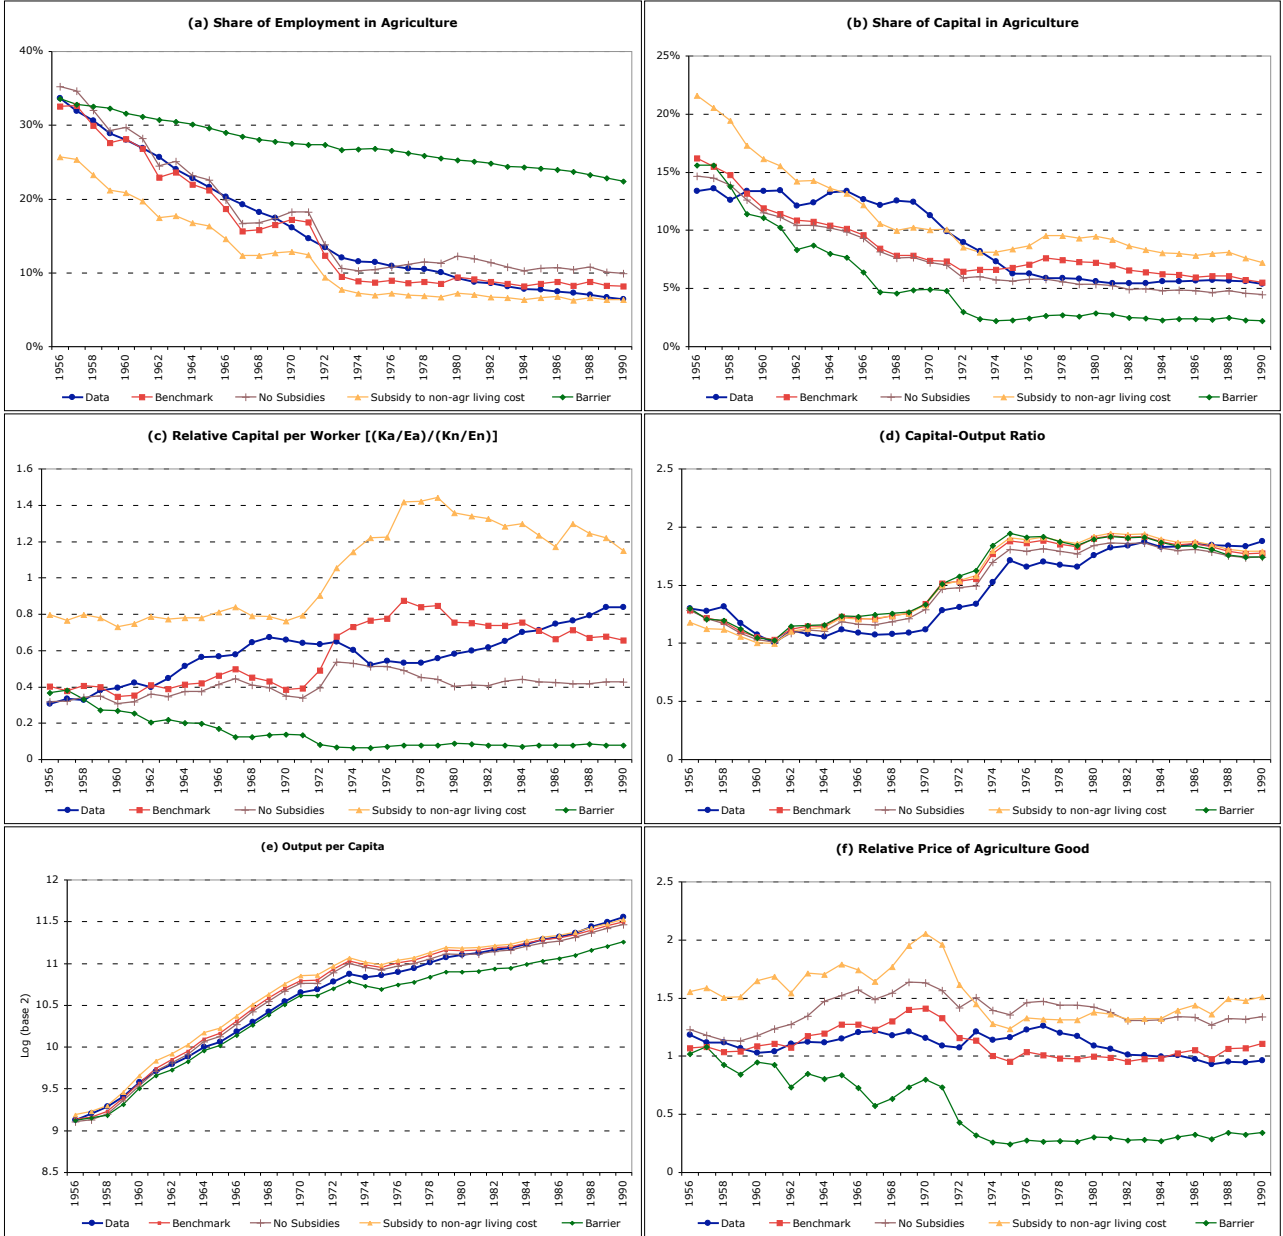 (a) Share of Employment in Agriculture
40%
30%
20%
10%
0%
1956 1958 1960 1962 1964 1966 1968 1970 1972 1974 1976 1978 1980 1982 1984 1986 1988 1990
Data Benchmark No Subsidies Subsidy to non-agr living cost Barrier
(b) Share of Capital in Agriculture
25%
20%
15%
10%
5%
0%
1956 1958 1960 1962 1964 1966 1968 1970 1972 1974 1976 1978 1980 1982 1984 1986 1988 1990
Data Benchmark No Subsidies Subsidy to non-agr living cost Barrier
(c) Relative Capital per Worker [(Ka/Ea)/(Kn/En)]
1.6
1.4
1.2
1
0.8
0.6
0.4
0.2
0
1956 1958 1960 1962 1964 1966 1968 1970 1972 1974 1976 1978 1980 1982 1984 1986 1988 1990
Data Benchmark No Subsidies Subsidy to non-agr living cost Barrier
(d) Capital-Output Ratio
2.5
2
1.5
1
0.5
0
1956 1958 1960 1962 1964 1966 1968 1970 1972 1974 1976 1978 1980 1982 1984 1986 1988 1990
Data Benchmark No Subsidies Subsidy to non-agr living cost Barrier
(e) Output per Capita
Log (base 2)
12
11.5
11
10.5
10
9.5
9
8.5
1956 1958 1960 1962 1964 1966 1968 1970 1972 1974 1976 1978 1980 1982 1984 1986 1988 1990
Data Benchmark No Subsidies Subsidy to non-agr living cost Barrier
(f) Relative Price of Agriculture Good
2.5
2
1.5
1
0.5
0
1956 1958 1960 1962 1964 1966 1968 1970 1972 1974 1976 1978 1980 1982 1984 1986 1988 1990
Data Benchmark No Subsidies Subsidy to non-agr living cost Barrier